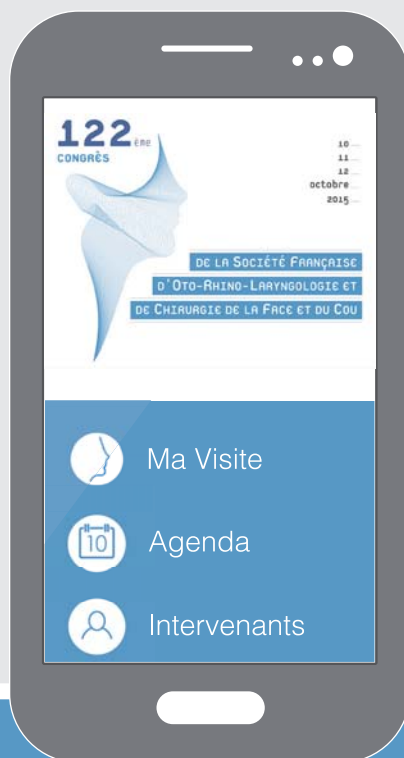 122ème
CONGRÈS
10
11
12
octobre
2015
DE LA SOCIÉTÉ FRANÇAISE
D'OTO-RHINO-LARYNGOLOGIE ET
DE CHIRURGIE DE LA FACE ET DU COU
Ma Visite
10
Agenda
Intervenants